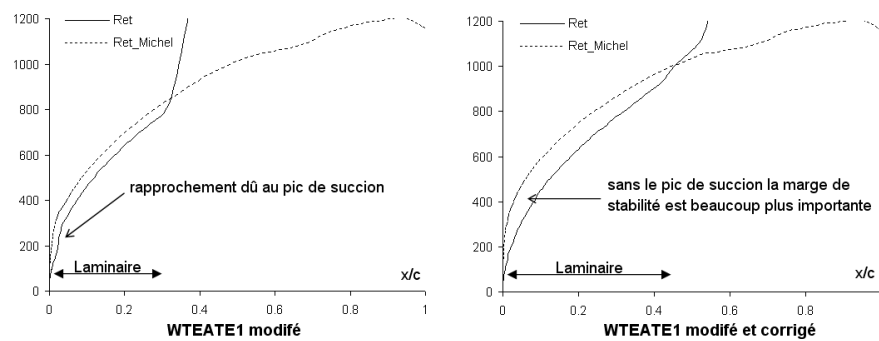 1200
1000
800
600
400
200
0
Ret
Ret_Michel
rapprochement dû au pic de succion
Laminaire
x/c
0
0.2
0.4
0.6
0.8
1
WTEATE1 modifé
1200
1000
800
600
400
200
0
Ret
Ret_Michel
sans le pic de succion la marge de
stabilité est beaucoup plus importante
Laminaire
x/c
0
0.2
0.4
0.6
0.8
WTEATE1 modifé et corrigé